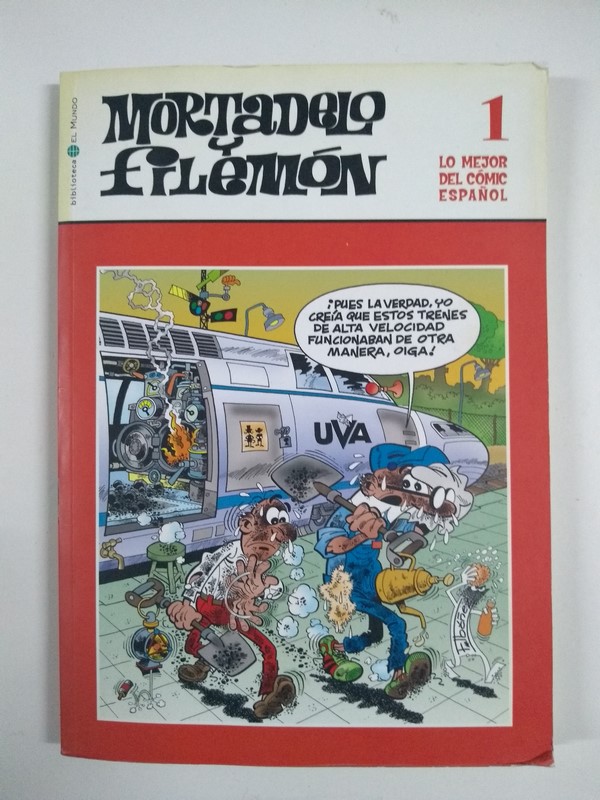 biblioteca EL MUNDO
MORTADELO
Y
FILEMÓN
1
LO MEJOR
DEL CÓMIC
ESPAÑOL
¡PUES LA VERDAD, YO
CREÍA QUE ESTOS TRENES
DE ALTA VELOCIDAD
FUNCIONABAN DE OTRA
MANERA, OIGA!
UVA